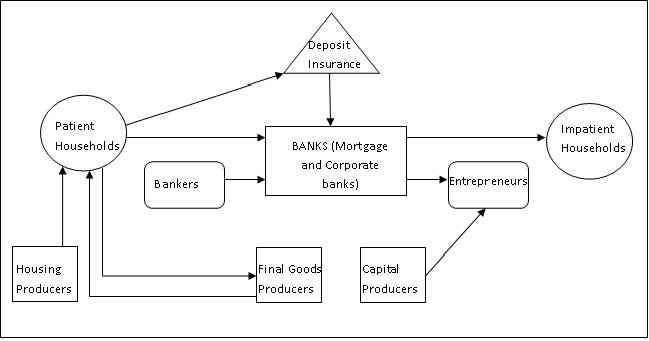 Deposit
Insurance
Patient
Households
BANKS (Mortgage
and Corporate
banks)
Impatient
Households
Bankers
Entrepreneurs
Housing
Producers
Final Goods
Producers
Capital
Producers